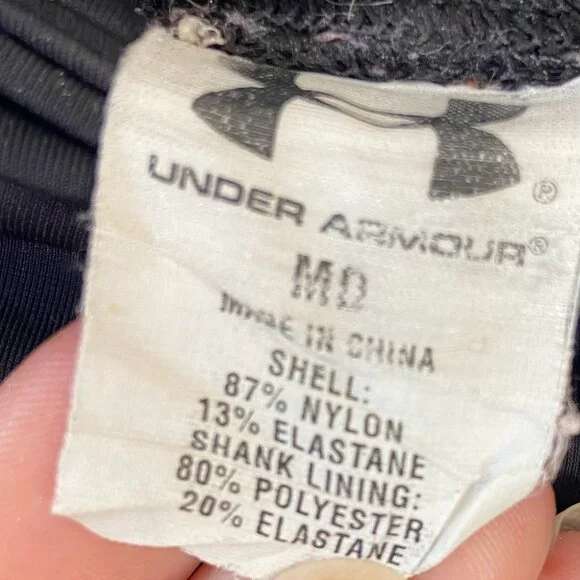 ®
UNDER ARMOUR®
MD
MADE IN CHINA
SHELL:
87% NYLON
13% ELASTANE
SHANK LINING:
80% POLYESTER
20% ELASTANE